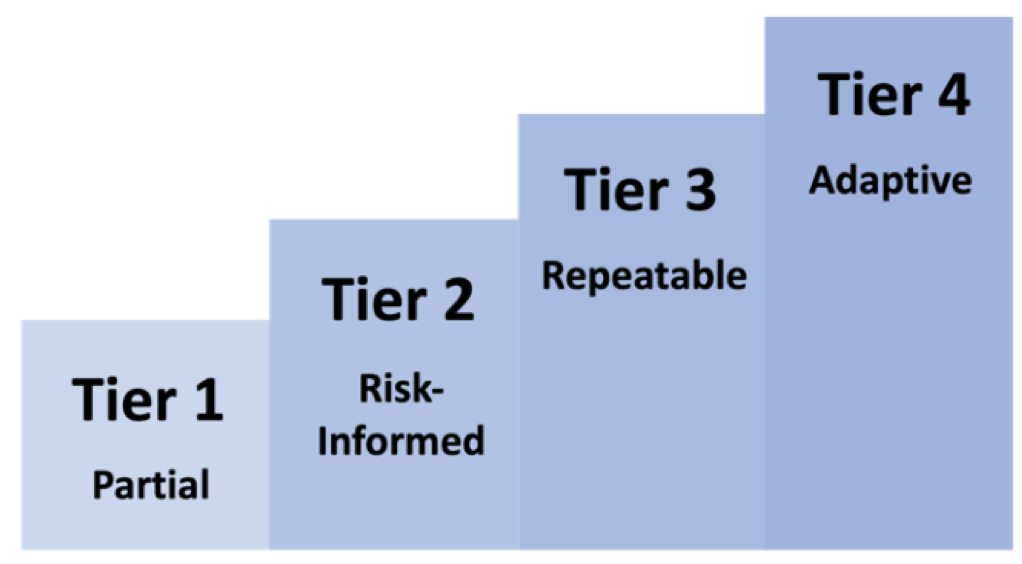 Tier 1
Partial
Tier 2
Risk-
Informed
Tier 3
Repeatable
Tier 4
Adaptive